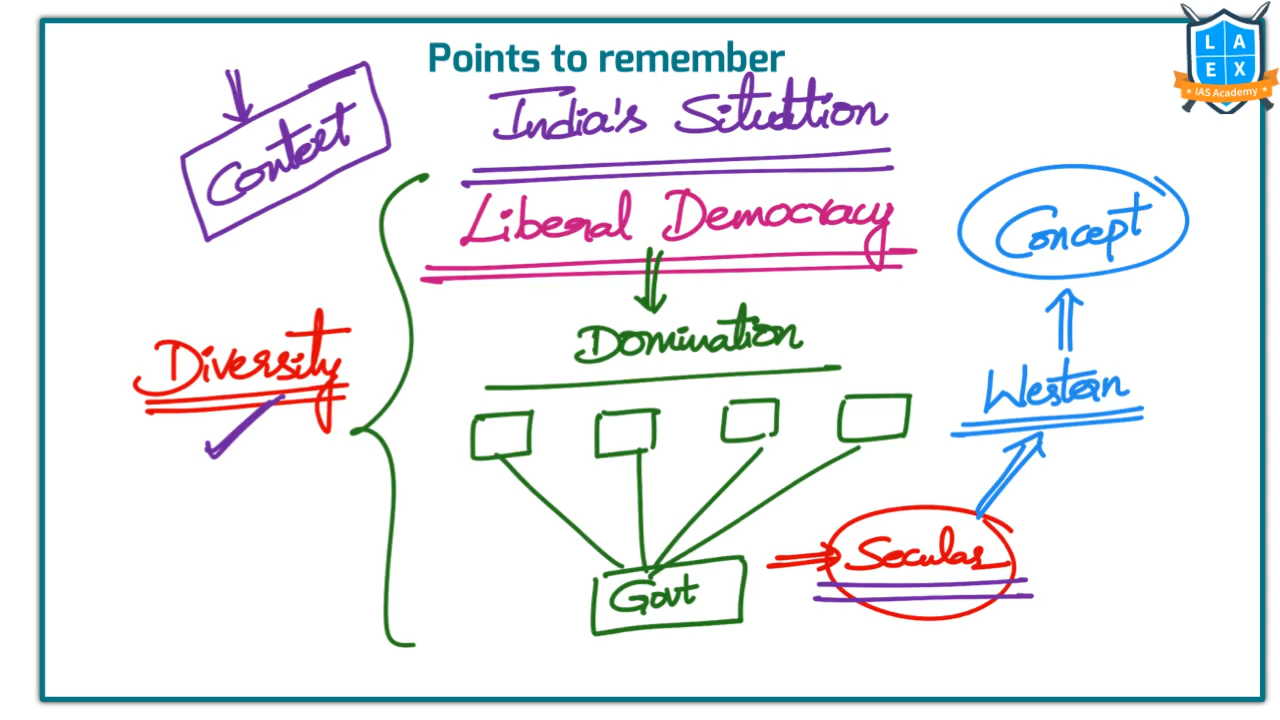 L A
E X
IAS Academy
Points to remember
India's Situation
Context
Liberal Democracy
Concept
Domination
Diversity
Western
Secular
Govt